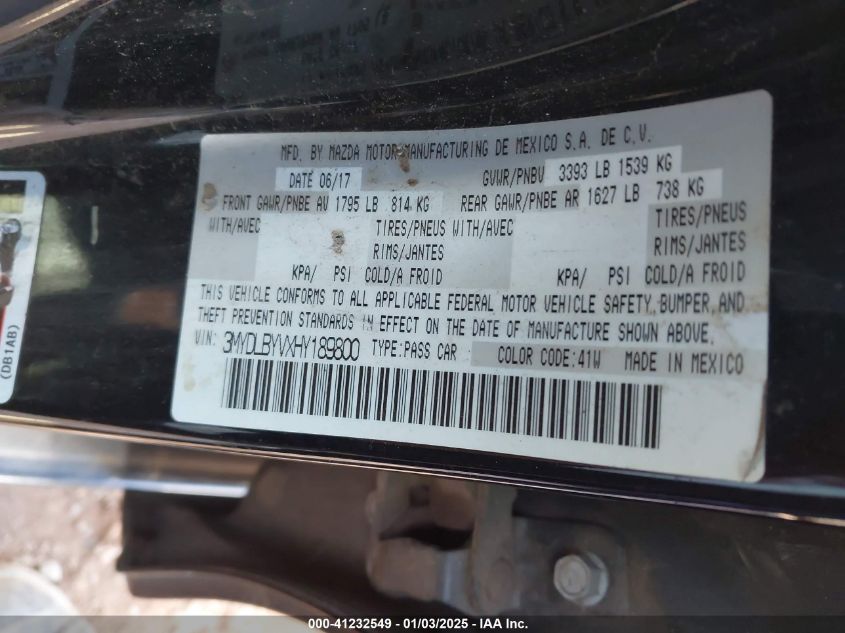 MFD. BY MAZDA MOTOR MANUFACTURING DE MEXICO S.A. DE C.V.
DATE 06/17 GVWR/PNBV 3393 LB 1539 KG
FRONT GAWR/PNBE AV 1795 LB 814 KG REAR GAWR/PNBE AR 1627 LB 738 KG
WITH/AVEC TIRES/PNEUS WITH/AVEC TIRES/PNEUS
RIMS/JANTES RIMS/JANTES
KPA/ PSI COLD/A FROID KPA/ PSI COLD/A FROID
THIS VEHICLE CONFORMS TO ALL APPLICABLE FEDERAL MOTOR VEHICLE SAFETY, BUMPER, AND
THEFT PREVENTION STANDARDS IN EFFECT ON THE DATE OF MANUFACTURE SHOWN ABOVE.
VIN: 3MYDLBYVXHY189800 TYPE:PASS CAR COLOR CODE:41W MADE IN MEXICO
(DB1AB)
000-41232549 - 01/03/2025 - IAA Inc.